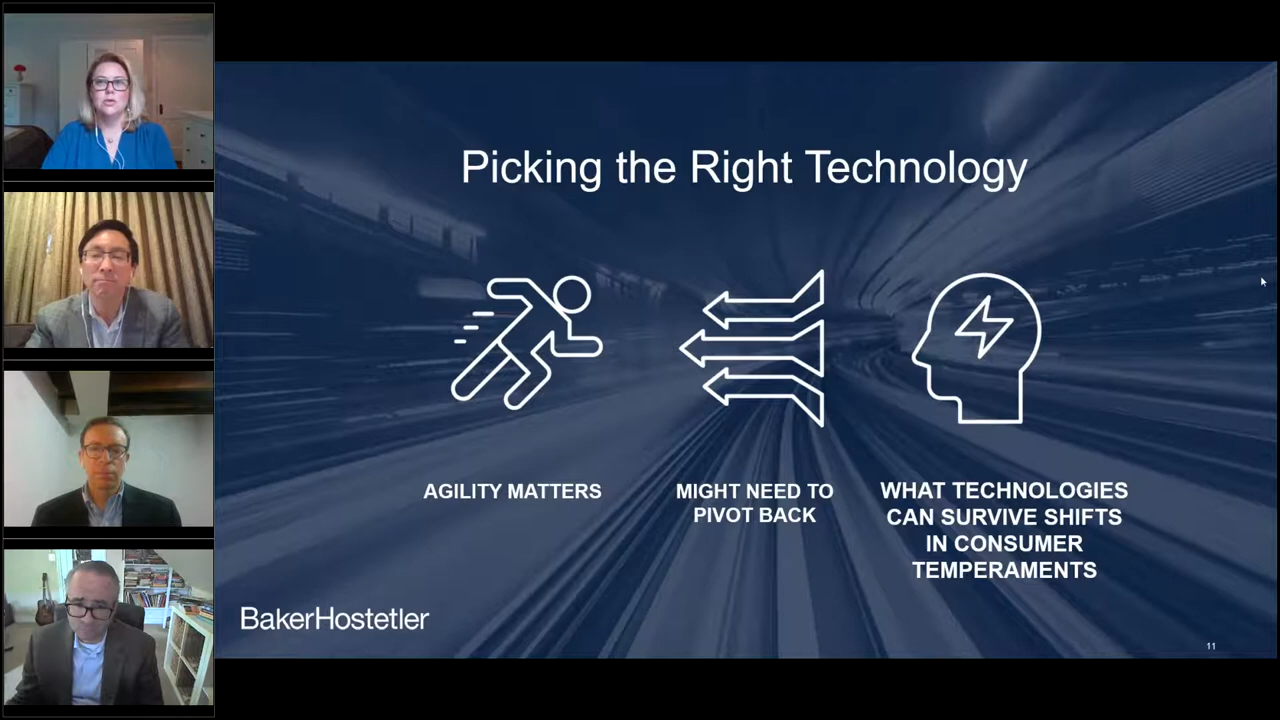 Picking the Right Technology
AGILITY MATTERS
MIGHT NEED TO
PIVOT BACK
WHAT TECHNOLOGIES
CAN SURVIVE SHIFTS
IN CONSUMER
TEMPERAMENTS
BakerHostetler
11